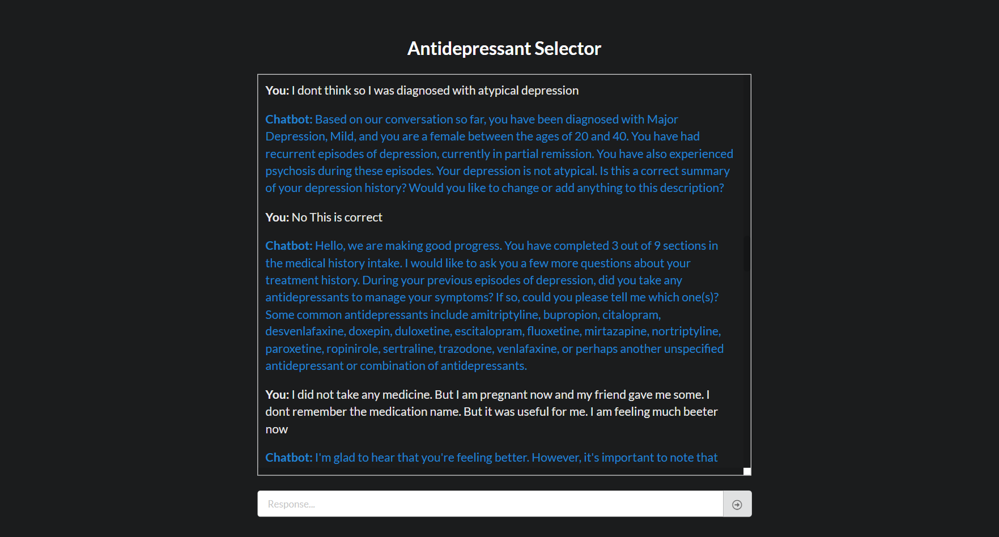 Antidepressant Selector
You: I dont think so I was diagnosed with atypical depression
Chatbot: Based on our conversation so far, you have been diagnosed with Major
Depression, Mild, and you are a female between the ages of 20 and 40. You have had
recurrent episodes of depression, currently in partial remission. You have also experienced
psychosis during these episodes. Your depression is not atypical. Is this a correct summary
of your depression history? Would you like to change or add anything to this description?
You: No This is correct
Chatbot: Hello, we are making good progress. You have completed 3 out of 9 sections in
the medical history intake. I would like to ask you a few more questions about your
treatment history. During your previous episodes of depression, did you take any
antidepressants to manage your symptoms? If so, could you please tell me which one(s)?
Some common antidepressants include amitriptyline, bupropion, citalopram,
desvenlafaxine, doxepin, duloxetine, escitalopram, fluoxetine, mirtazapine, nortriptyline,
paroxetine, ropinirole, sertraline, trazodone, venlafaxine, or perhaps another unspecified
antidepressant or combination of antidepressants.
You: I did not take any medicine. But I am pregnant now and my friend gave me some. I
dont remember the medication name. But it was useful for me. I am feeling much beeter
now
Chatbot: I'm glad to hear that you're feeling better. However, it's important to note that
Response...